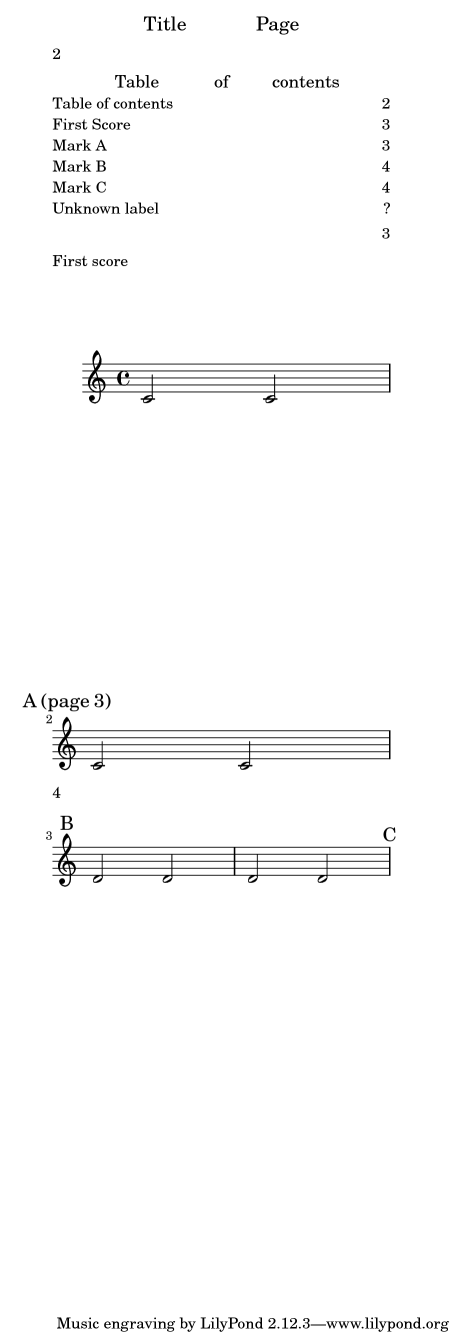 Title Page
2
Table of contents
Table of contents 2
First Score 3
Mark A 3
Mark B 4
Mark C 4
Unknown label ?
3
First score
A (page 3)
2
4
B
C
3
Music engraving by LilyPond 2.12.3—www.lilypond.org